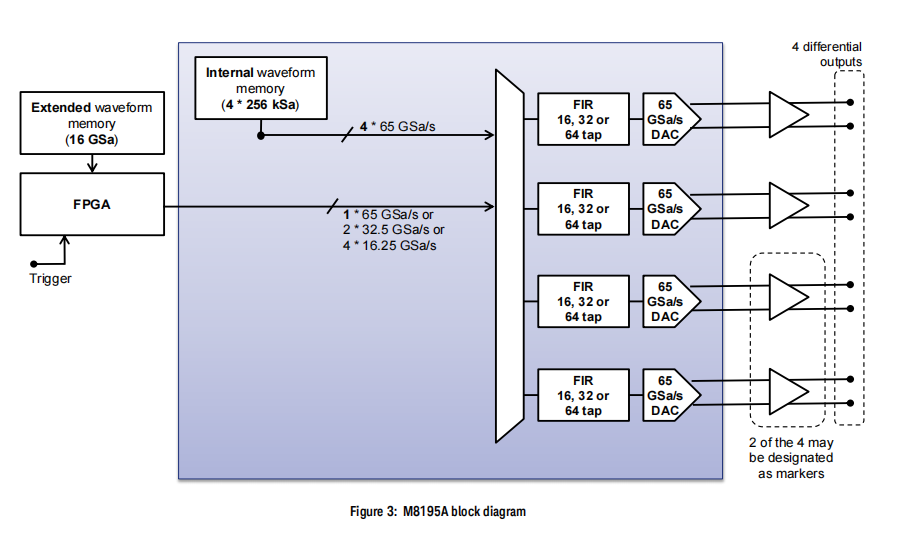 4 differential
outputs
Internal waveform
memory
(4 * 256 kSa)
Extended waveform
memory
(16 GSa)
4 * 65 GSa/s
FIR
16, 32 or
64 tap
65
GSa/s
DAC
FPGA
1 * 65 GSa/s or
2 * 32.5 GSa/s or
4 * 16.25 GSa/s
FIR
16, 32 or
64 tap
65
GSa/s
DAC
Trigger
FIR
16, 32 or
64 tap
65
GSa/s
DAC
FIR
16, 32 or
64 tap
65
GSa/s
DAC
2 of the 4 may
be designated
as markers
Figure 3: M8195A block diagram